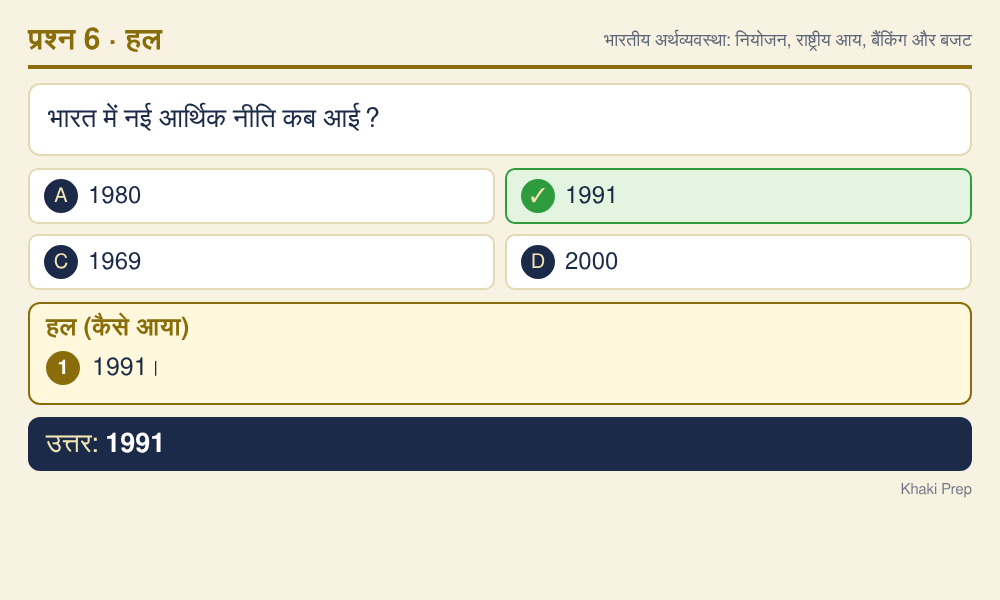 प्रश्न 6 · हल
भारतीय अर्थव्यवस्था: नियोजन, राष्ट्रीय आय, बैंकिंग और बजट
भारत में नई आर्थिक नीति कब आई ?
A 1980
✓ 1991
C 1969
D 2000
हल (कैसे आया)
1 1991।
उत्तर: 1991
Khaki Prep